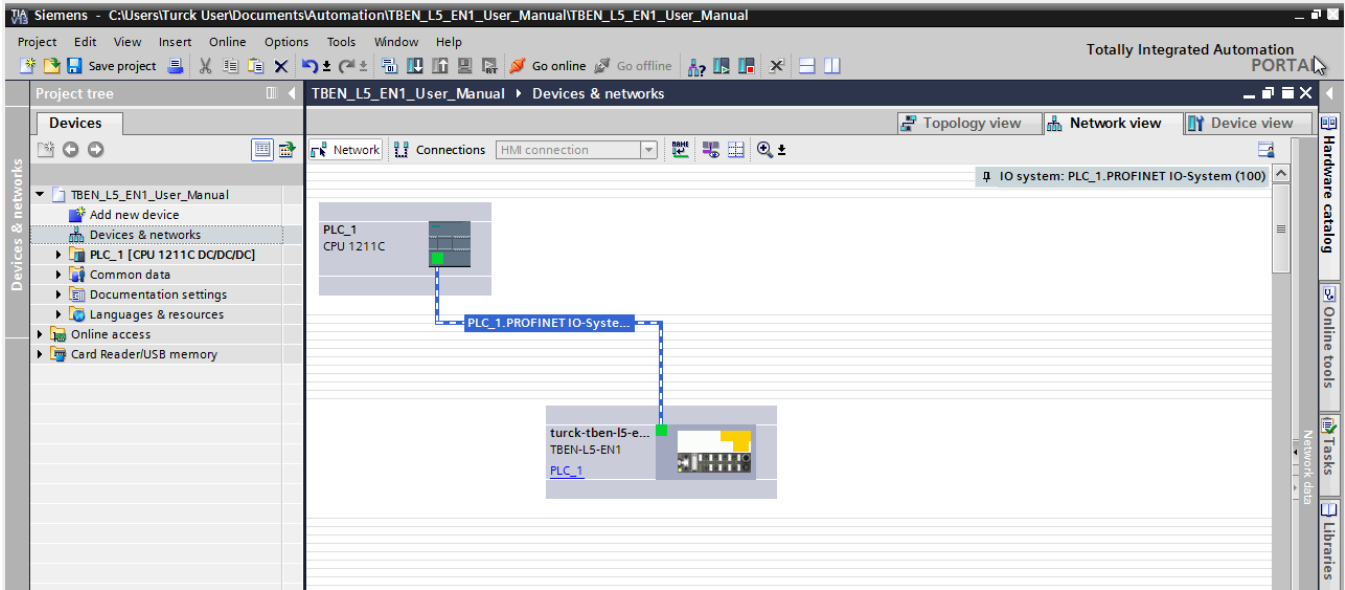 Siemens - C:\Users\Turck User\Documents\Automation\TBEN_L5_EN1_User_Manual\TBEN_L5_EN1_User_Manual
Project Edit View Insert Online Options Tools Window Help
Totally Integrated Automation
PORTAL
Save project Go online Go offline
Project tree
TBEN_L5_EN1_User_Manual Devices & networks
Devices
Topology view Network view Device view
Network Connections HMI connection
IO system: PLC_1.PROFINET IO-System (100)
TBEN_L5_EN1_User_Manual
Add new device
Devices & networks
PLC_1 [CPU 1211C DC/DC/DC]
Common data
Documentation settings
Languages & resources
Online access
Card Reader/USB memory
Devices & networks
PLC_1
CPU 1211C
PLC_1.PROFINET IO-Syste...
turck-tben-l5-e...
TBEN-L5-EN1
PLC_1
Network data
Hardware catalog
Online tools
Tasks
Libraries